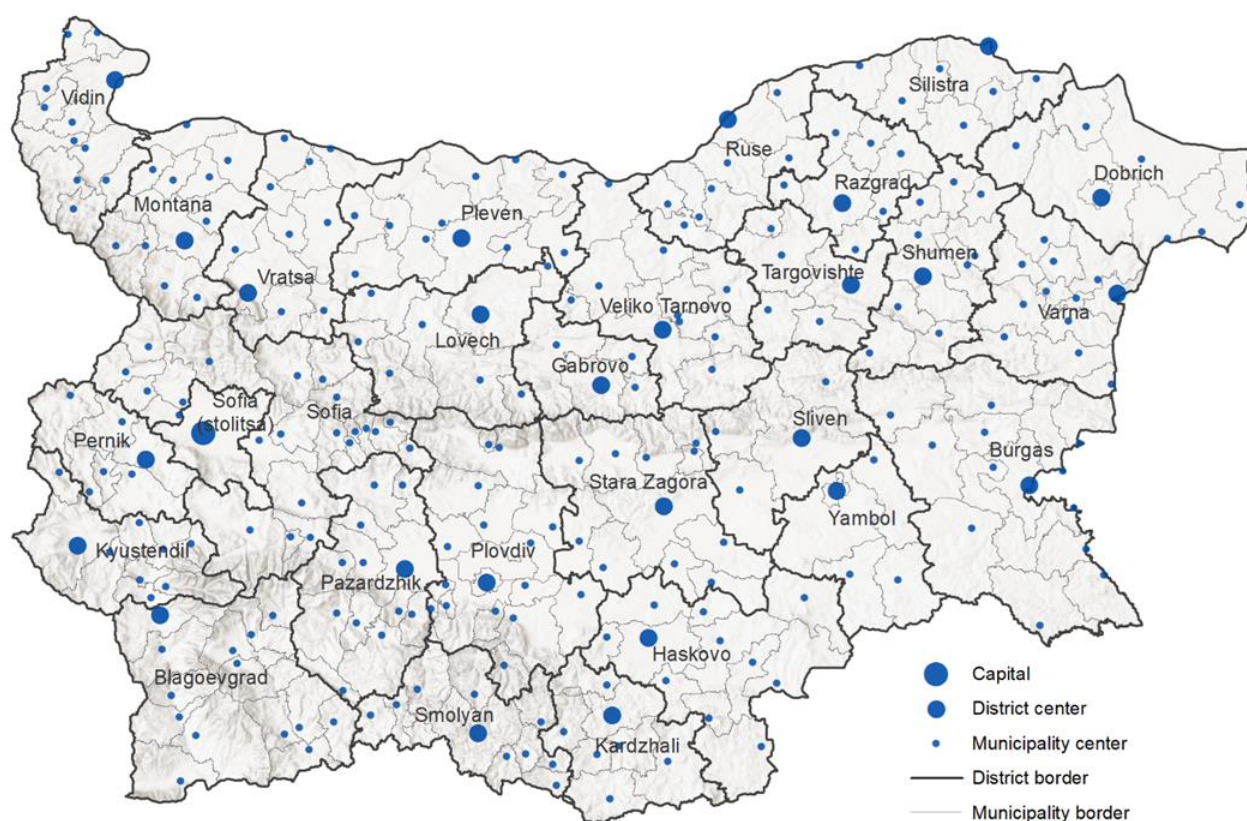 Vidin
Silistra
Ruse
Dobrich
Razgrad
Montana
Pleven
Shumen
Targovishte
Vratsa
Veliko Tarnovo
Varna
Lovech
Gabrovo
Sofia
(stolitsa)
Sofia
Sliven
Pernik
Burgas
Stara Zagora
Yambol
Kyustendil
Plovdiv
Pazardzhik
Haskovo
Blagoevgrad
Smolyan
Kardzhali
Capital
District center
Municipality center
District border
Municipality border